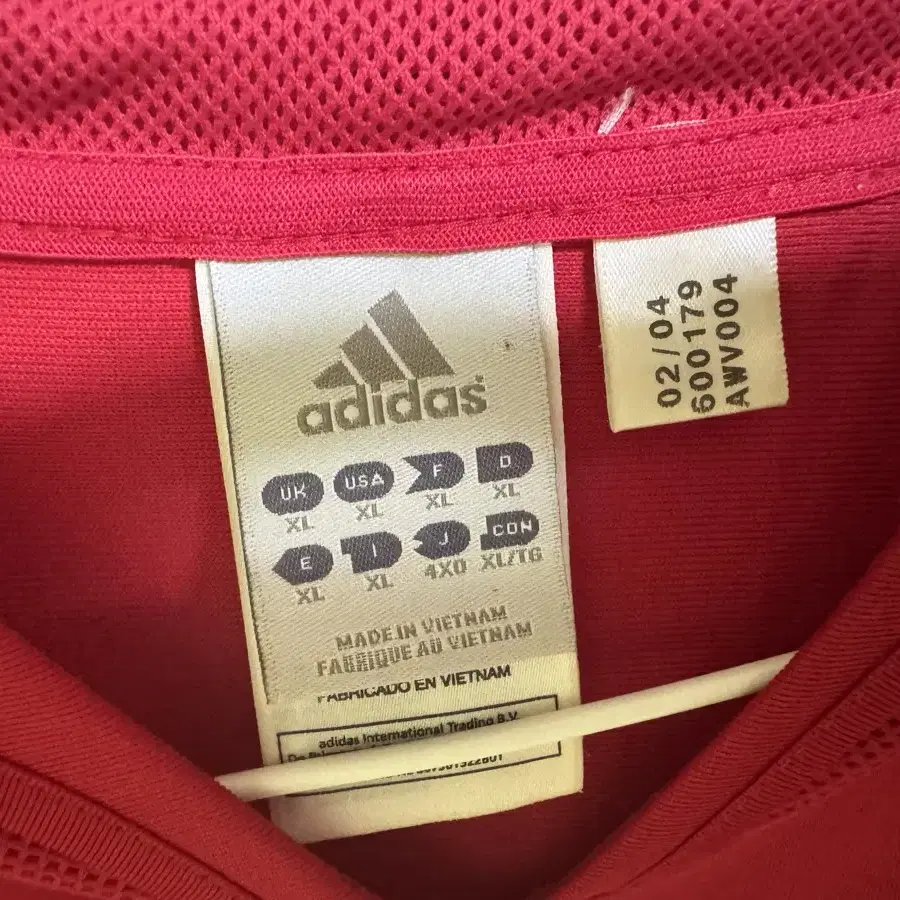 adidas
UK USA F D
XL XL XL XL
E I J CON
XL XL 4XO XL/TG
MADE IN VIETNAM
FABRIQUE AU VIETNAM
FABRICADO EN VIETNAM
adidas International Trading B.V.
02/04
600179
AWV004